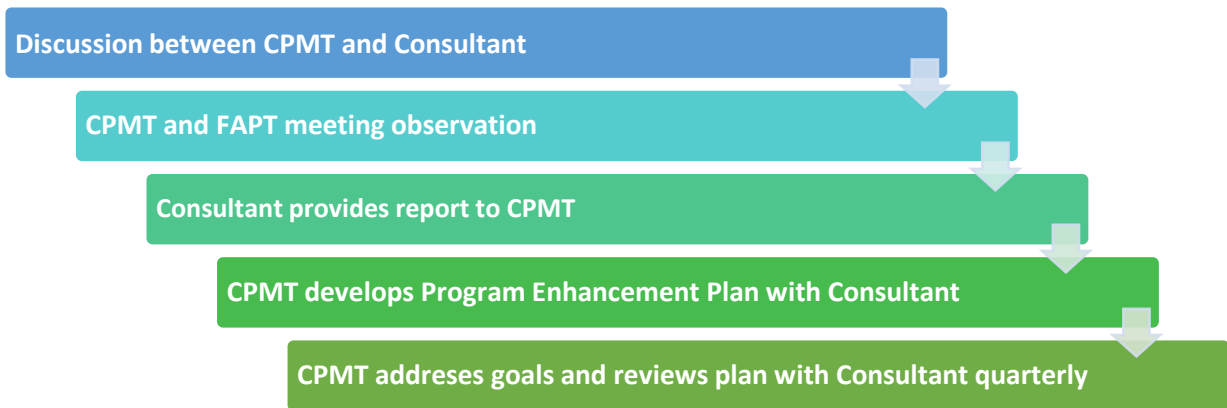 Discussion between CPMT and Consultant
CPMT and FAPT meeting observation
Consultant provides report to CPMT
CPMT develops Program Enhancement Plan with Consultant
CPMT addreses goals and reviews plan with Consultant quarterly